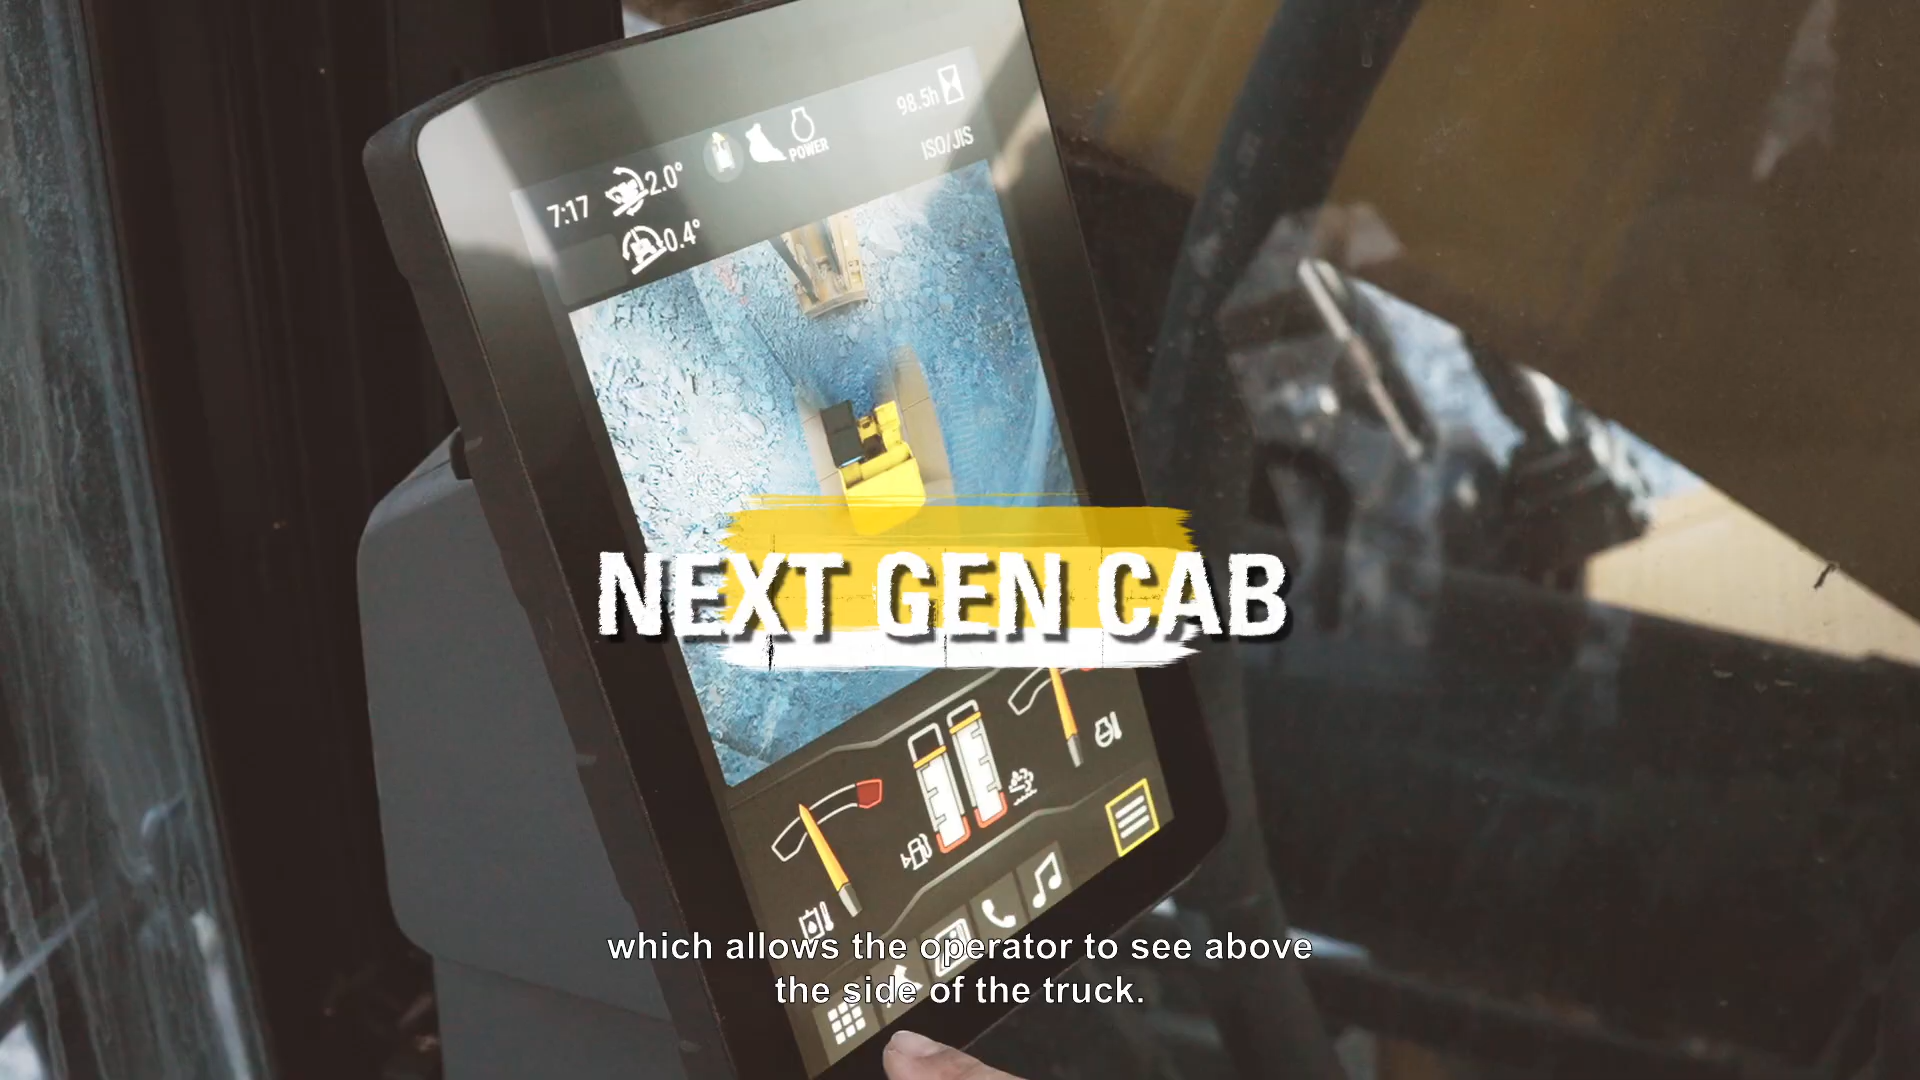 98.5h
POWER
ISO/JIS
7:17
2.0°
0.4°
NEXT GEN CAB
which allows the operator to see above
the side of the truck.